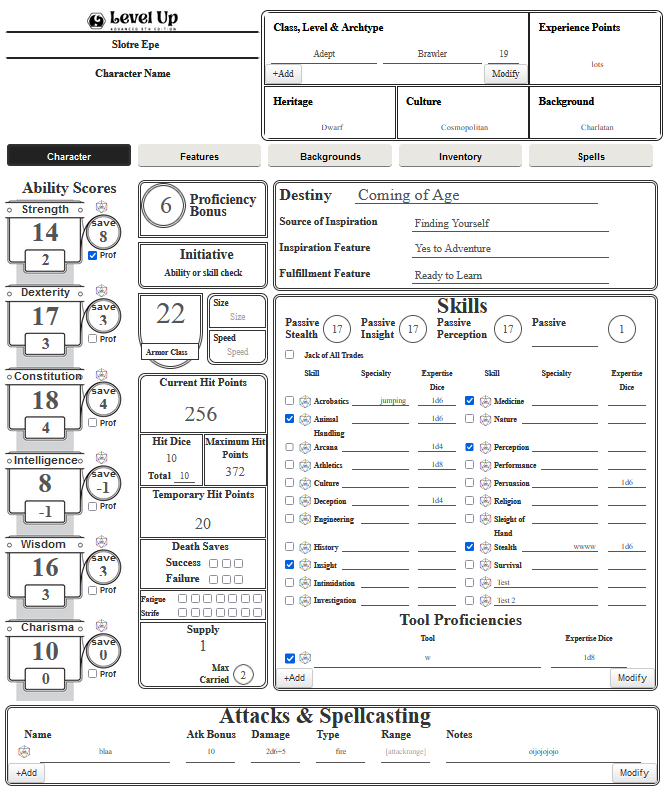 Level Up
ADVANCED 5TH EDITION
Slotre Epe
Character Name
Class, Level & Archtype
Adept Brawler 19
+Add Modify
Experience Points
lots
Heritage
Dwarf
Culture
Cosmopolitan
Background
Charlatan
Character Features Backgrounds Inventory Spells
Ability Scores
Strength
14
2
save
8
Prof
Dexterity
17
3
save
3
Prof
Constitution
18
4
save
4
Prof
Intelligence
8
-1
save
-1
Prof
Wisdom
16
3
save
3
Prof
Charisma
10
0
save
0
Prof
6 Proficiency
Bonus
Initiative
Ability or skill check
22
Armor Class
Size
Size
Speed
Speed
Current Hit Points
256
Hit Dice
10
Total 10
Maximum Hit
Points
372
Temporary Hit Points
20
Death Saves
Success
Failure
Fatigue
Strife
Supply
1
Max
Carried 2
Destiny Coming of Age
Source of Inspiration Finding Yourself
Inspiration Feature Yes to Adventure
Fulfillment Feature Ready to Learn
Skills
Passive
Stealth 17
Passive
Insight 17
Passive
Perception 17
Passive 1
Jack of All Trades
Skill Specialty Expertise
Dice
Skill Specialty Expertise
Dice
Acrobatics jumping 1d6
Medicine
Animal
Handling 1d6
Nature
Arcana 1d4
Perception
Athletics 1d8
Performance
Culture
Persuasion 1d6
Deception 1d4
Religion
Engineering
Sleight of
Hand
History
Stealth wwww 1d6
Insight
Survival
Intimidation
Test
Investigation
Test 2
Tool Proficiencies
Tool Expertise Dice
w 1d8
+Add Modify
Attacks & Spellcasting
Name Atk Bonus Damage Type Range Notes
blaa 10 2d6+5 fire [attackrange] oijojojojo
+Add Modify